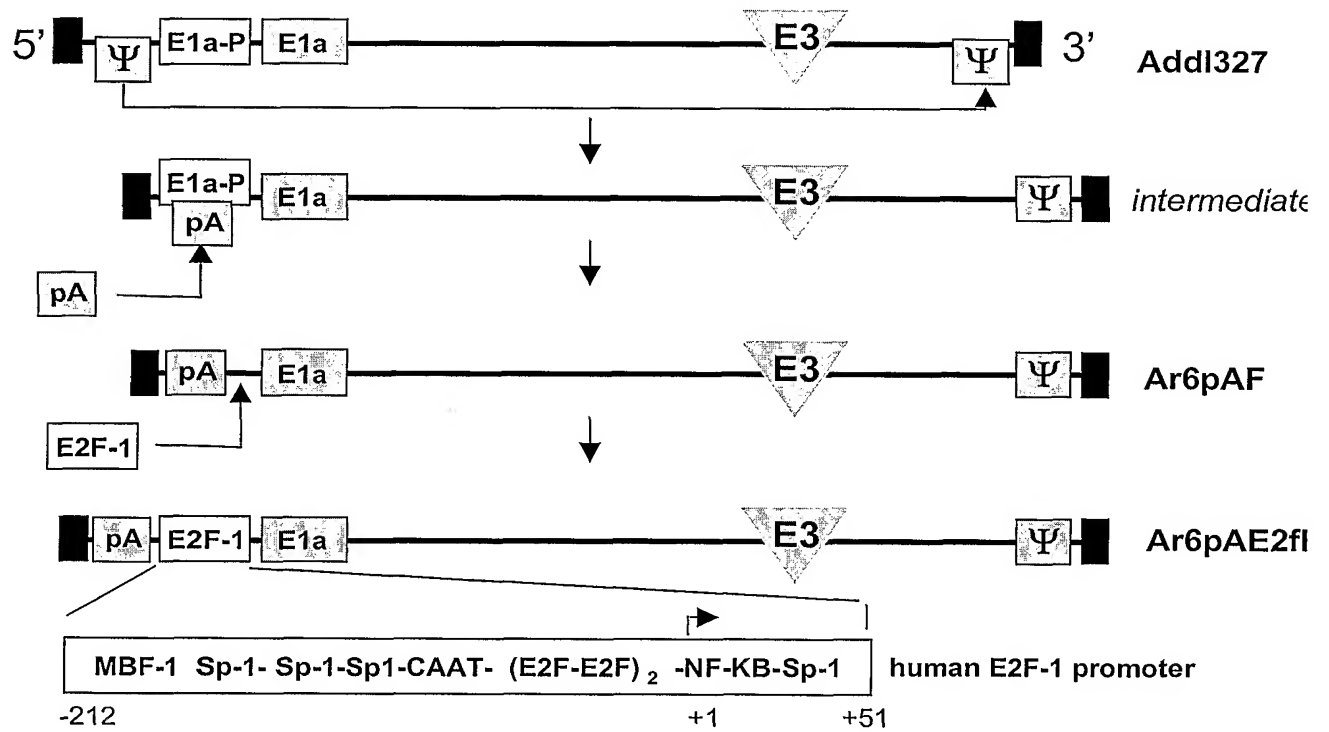 5' Ψ E1a-P E1a E3 Ψ 3' Addl327
E1a-P E1a E3 Ψ intermediate
pA
pA
pA E1a E3 Ψ Ar6pAF
E2F-1
pA E2F-1 E1a E3 Ψ Ar6pAE2fF
MBF-1 Sp-1- Sp-1-Sp1-CAAT- (E2F-E2F) 2 -NF-KB-Sp-1 human E2F-1 promoter
-212 +1 +51